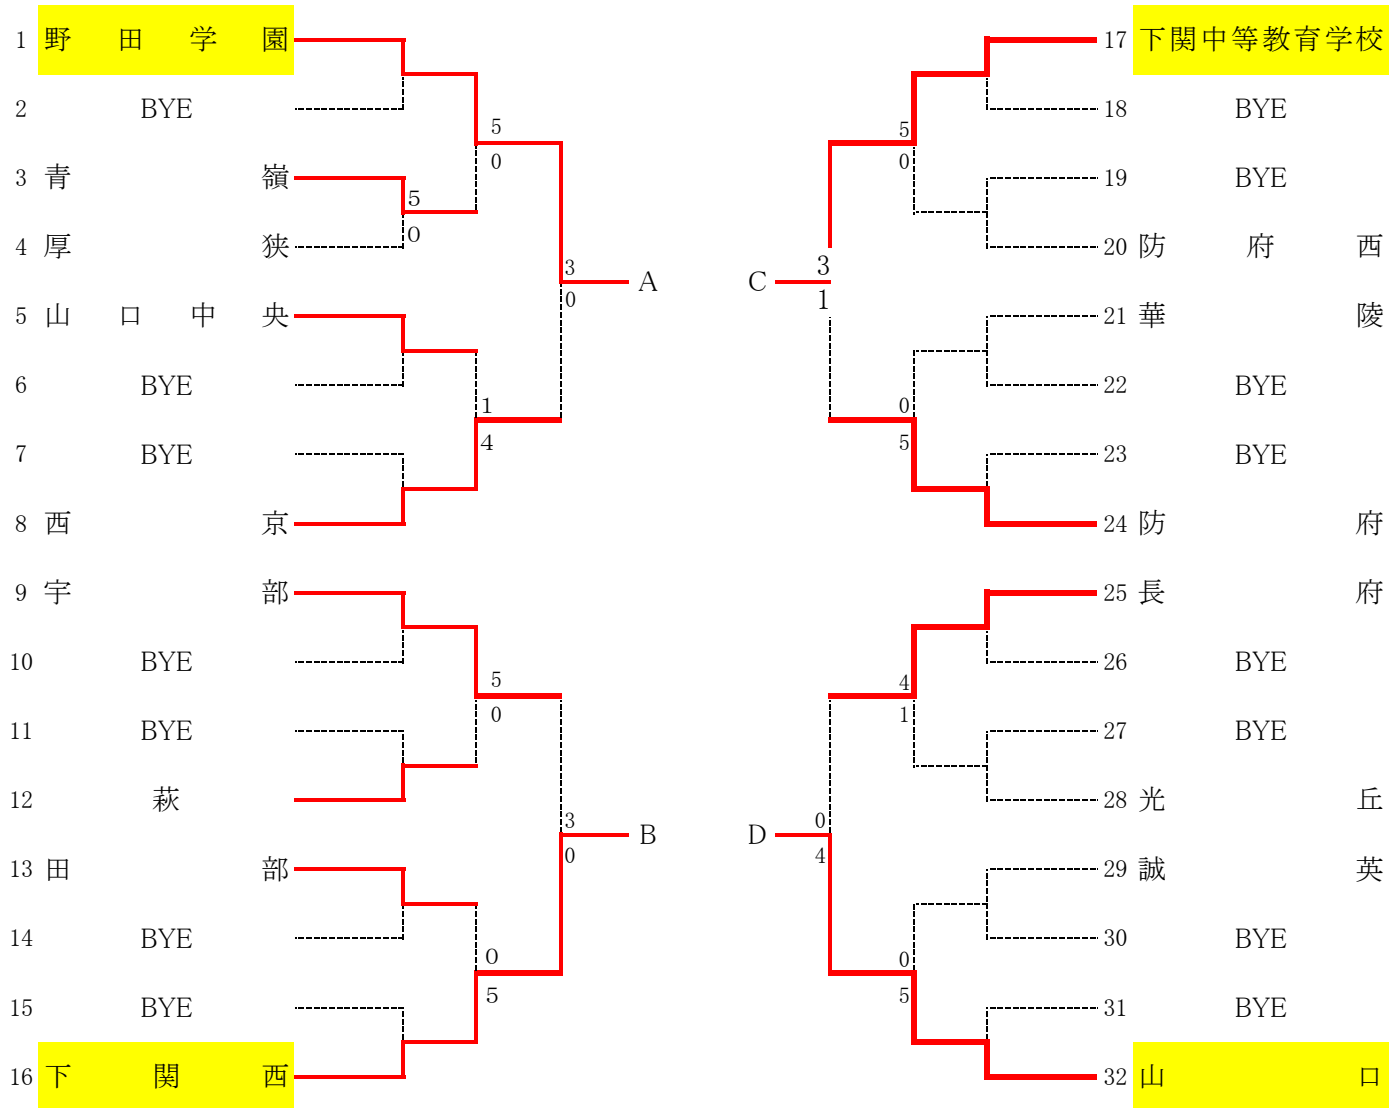 1 野田学園
2 BYE
3 青嶺
4 厚狭
5 山口中央
6 BYE
7 BYE
8 西京
9 宇部
10 BYE
11 BYE
12 萩
13 田部
14 BYE
15 BYE
16 下関西
5
0
5
0
1
4
3
0
A
5
0
0
5
3
0
B
17 下関中等教育学校
18 BYE
19 BYE
20 防府西
21 華陵
22 BYE
23 BYE
24 防府
25 長府
26 BYE
27 BYE
28 光丘
29 誠英
30 BYE
31 BYE
32 山口
5
0
C
3
1
0
5
4
1
D
0
4
0
5